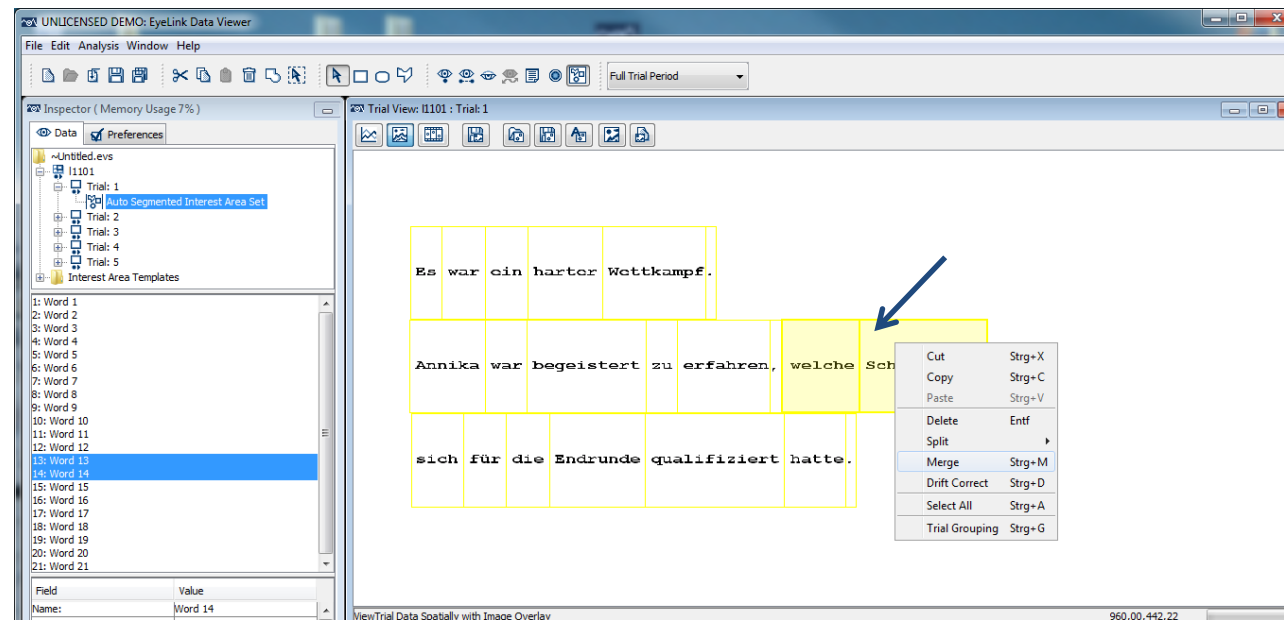 UNLICENSED DEMO: EyeLink Data Viewer
File Edit Analysis Window Help
Full Trial Period
Inspector ( Memory Usage 7% )
Data Preferences
~Untitled.evs
l1101
Trial: 1
Auto Segmented Interest Area Set
Trial: 2
Trial: 3
Trial: 4
Trial: 5
Interest Area Templates
1: Word 1
2: Word 2
3: Word 3
4: Word 4
5: Word 5
6: Word 6
7: Word 7
8: Word 8
9: Word 9
10: Word 10
11: Word 11
12: Word 12
13: Word 13
14: Word 14
15: Word 15
16: Word 16
17: Word 17
18: Word 18
19: Word 19
20: Word 20
21: Word 21
Field Value
Name: Word 14
Trial View: l1101 : Trial: 1
Es war ein harter Wettkampf.
Annika war begeistert zu erfahren, welche Sch
sich für die Endrunde qualifiziert hatte.
Cut Strg+X
Copy Strg+C
Paste Strg+V
Delete Entf
Split
Merge Strg+M
Drift Correct Strg+D
Select All Strg+A
Trial Grouping Strg+G
View Trial Data Spatially with Image Overlay
960.00,442.22